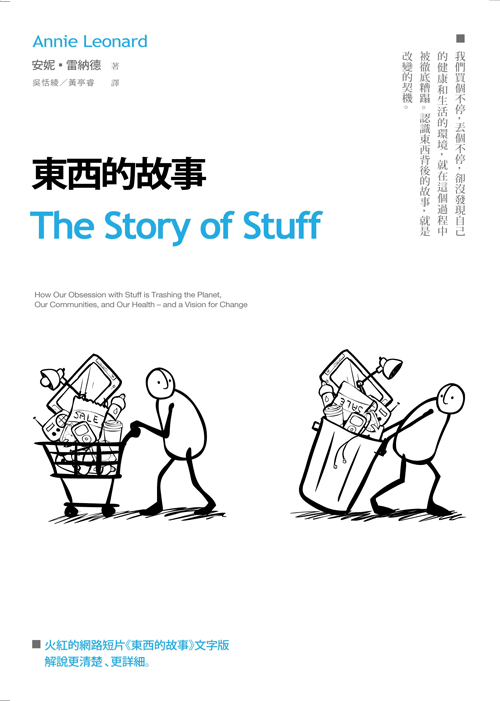 Annie Leonard
安妮・雷納德 著
吳恬綾／黃亭睿 譯
我們買個不停，丟個不停，卻沒發現自己
的健康和生活的環境，就在這個過程中
被徹底糟蹋。認識東西背後的故事，就是
改變的契機。
東西的故事
The Story of Stuff
How Our Obsession with Stuff is Trashing the Planet,
Our Communities, and Our Health – and a Vision for Change
SALE
SALE
火紅的網路短片《東西的故事》文字版
解說更清楚、更詳細。